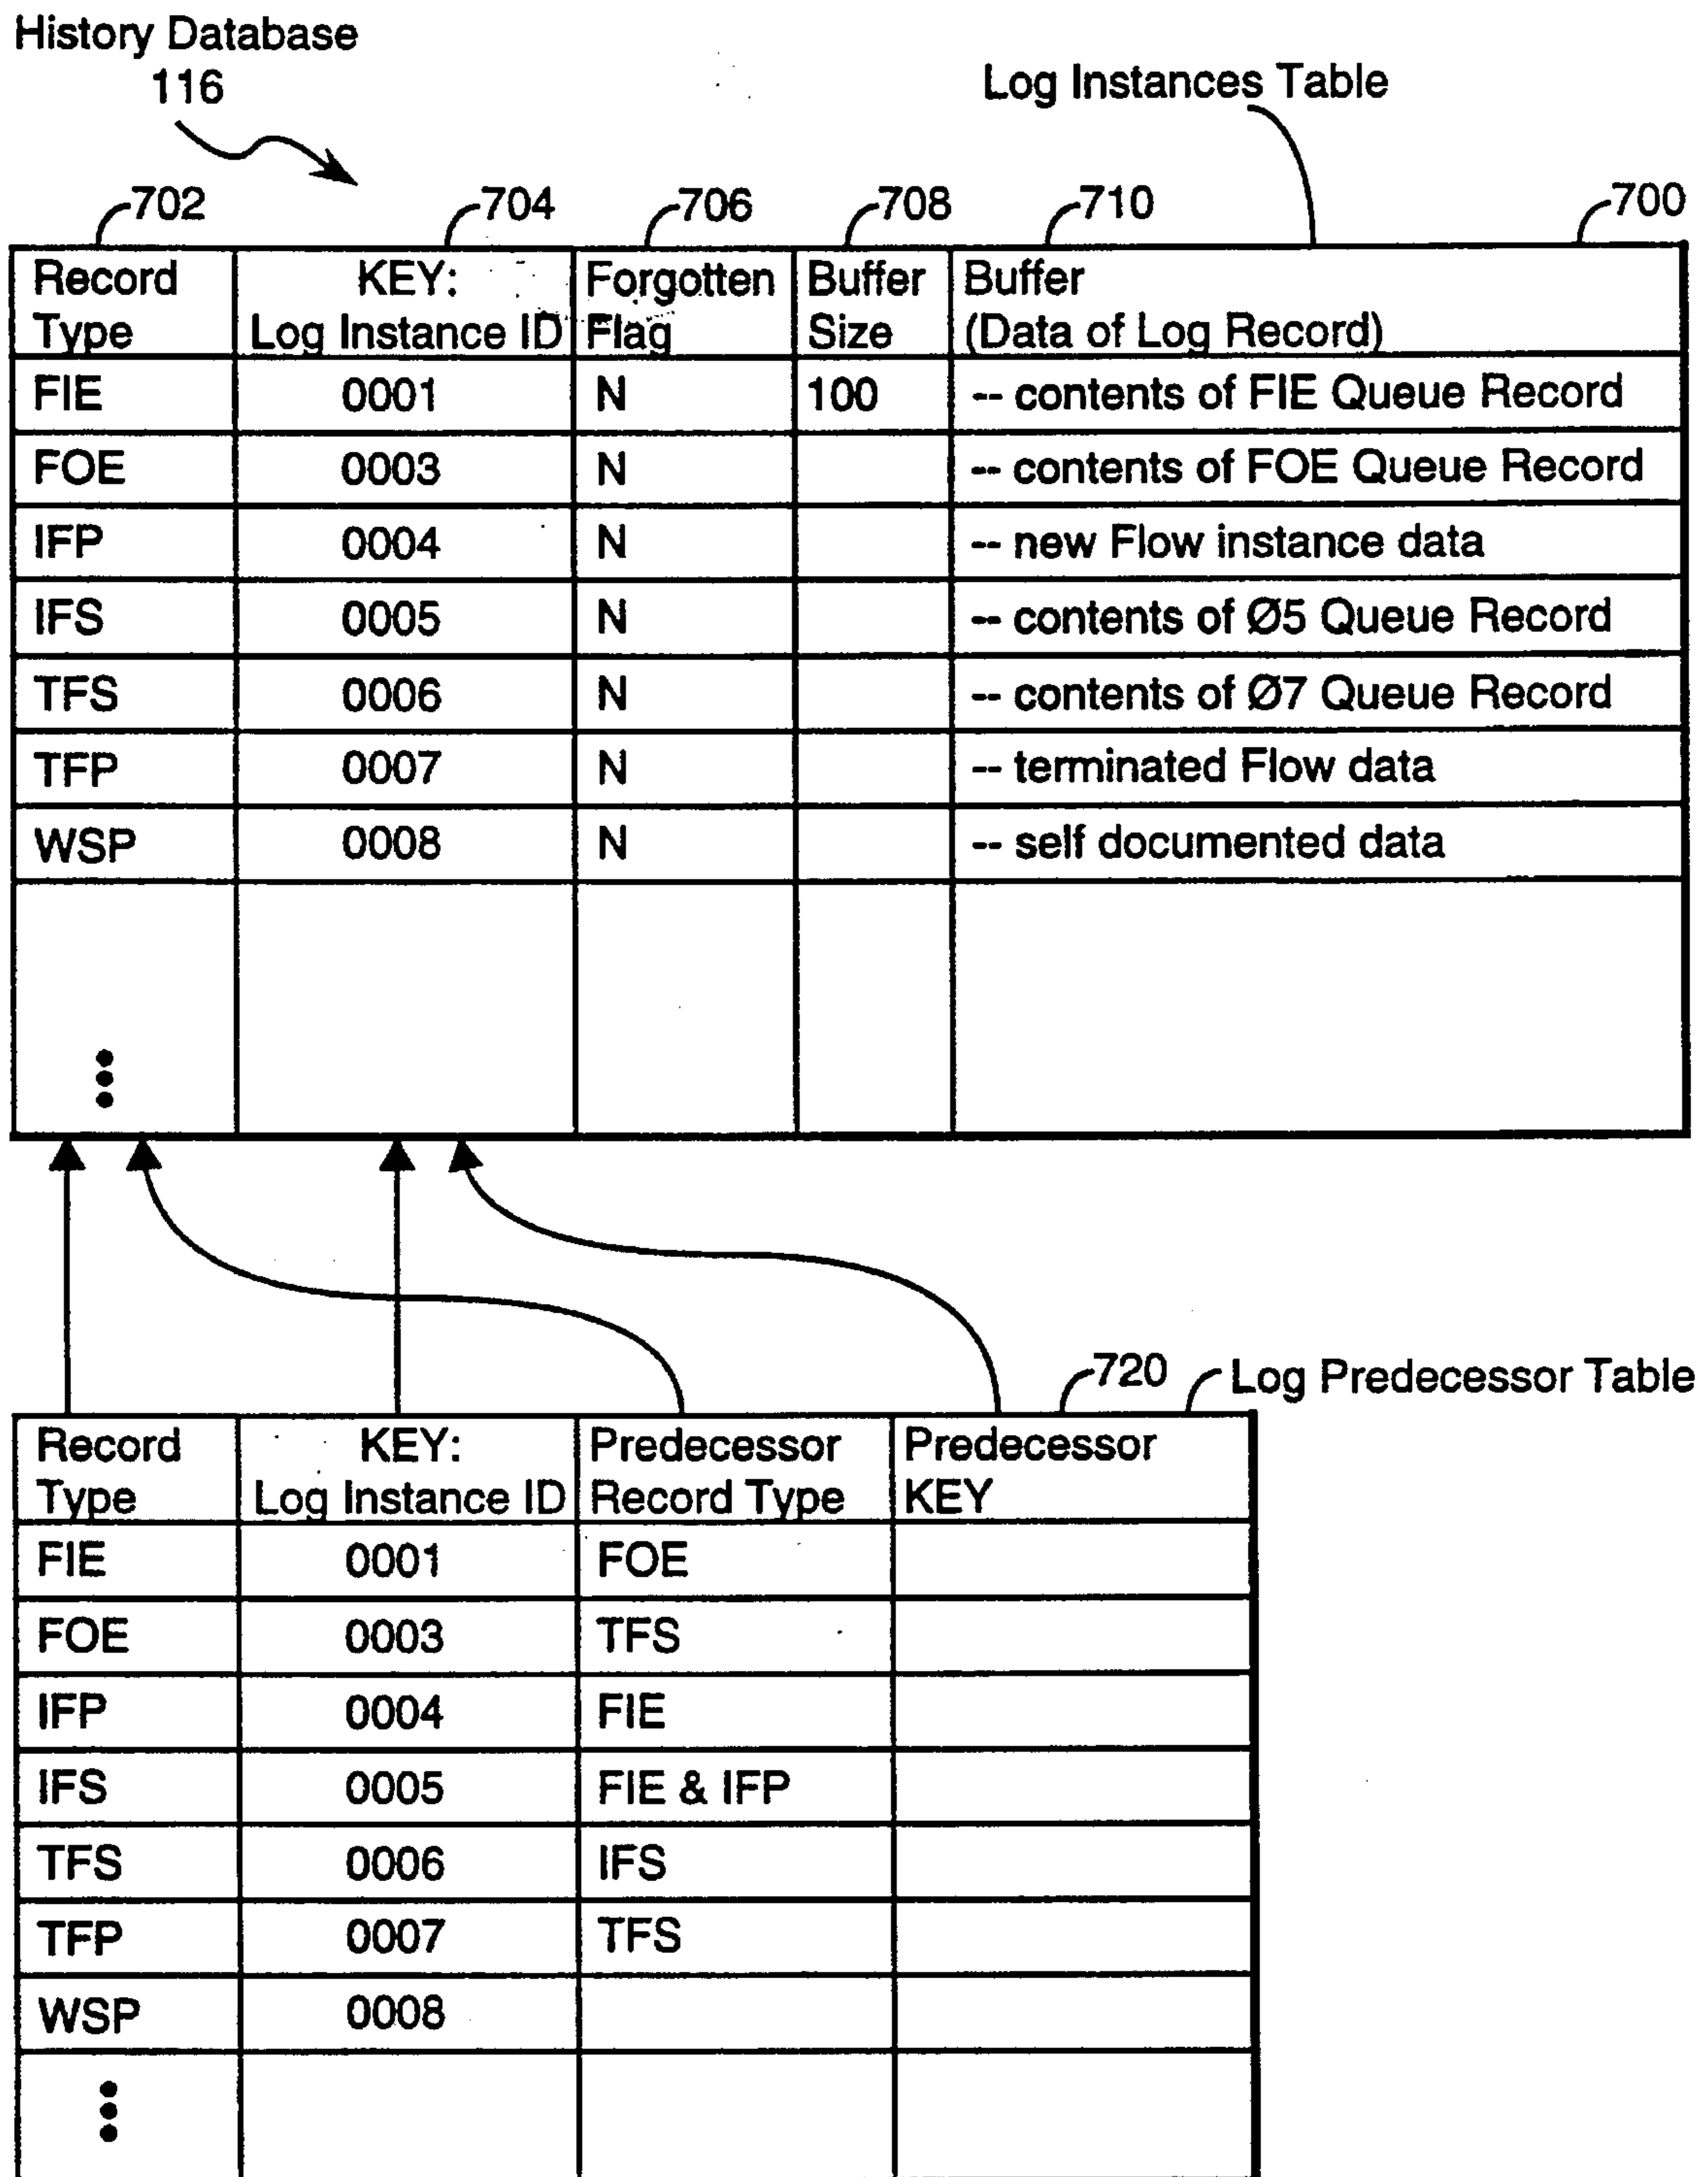 History Database
116
Log Instances Table
702 704 706 708 710 700
Record Type KEY: Log Instance ID Forgotten Flag Buffer Size Buffer (Data of Log Record)
FIE 0001 N 100 -- contents of FIE Queue Record
FOE 0003 N -- contents of FOE Queue Record
IFP 0004 N -- new Flow instance data
IFS 0005 N -- contents of Ø5 Queue Record
TFS 0006 N -- contents of Ø7 Queue Record
TFP 0007 N -- terminated Flow data
WSP 0008 N -- self documented data
720 Log Predecessor Table
Record Type KEY: Log Instance ID Predecessor Record Type Predecessor KEY
FIE 0001 FOE
FOE 0003 TFS
IFP 0004 FIE
IFS 0005 FIE & IFP
TFS 0006 IFS
TFP 0007 TFS
WSP 0008